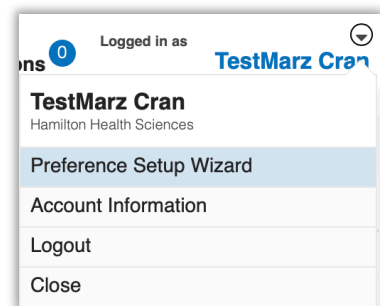 Logged in as
ons 0
TestMarz Cran
TestMarz Cran
Hamilton Health Sciences
Preference Setup Wizard
Account Information
Logout
Close